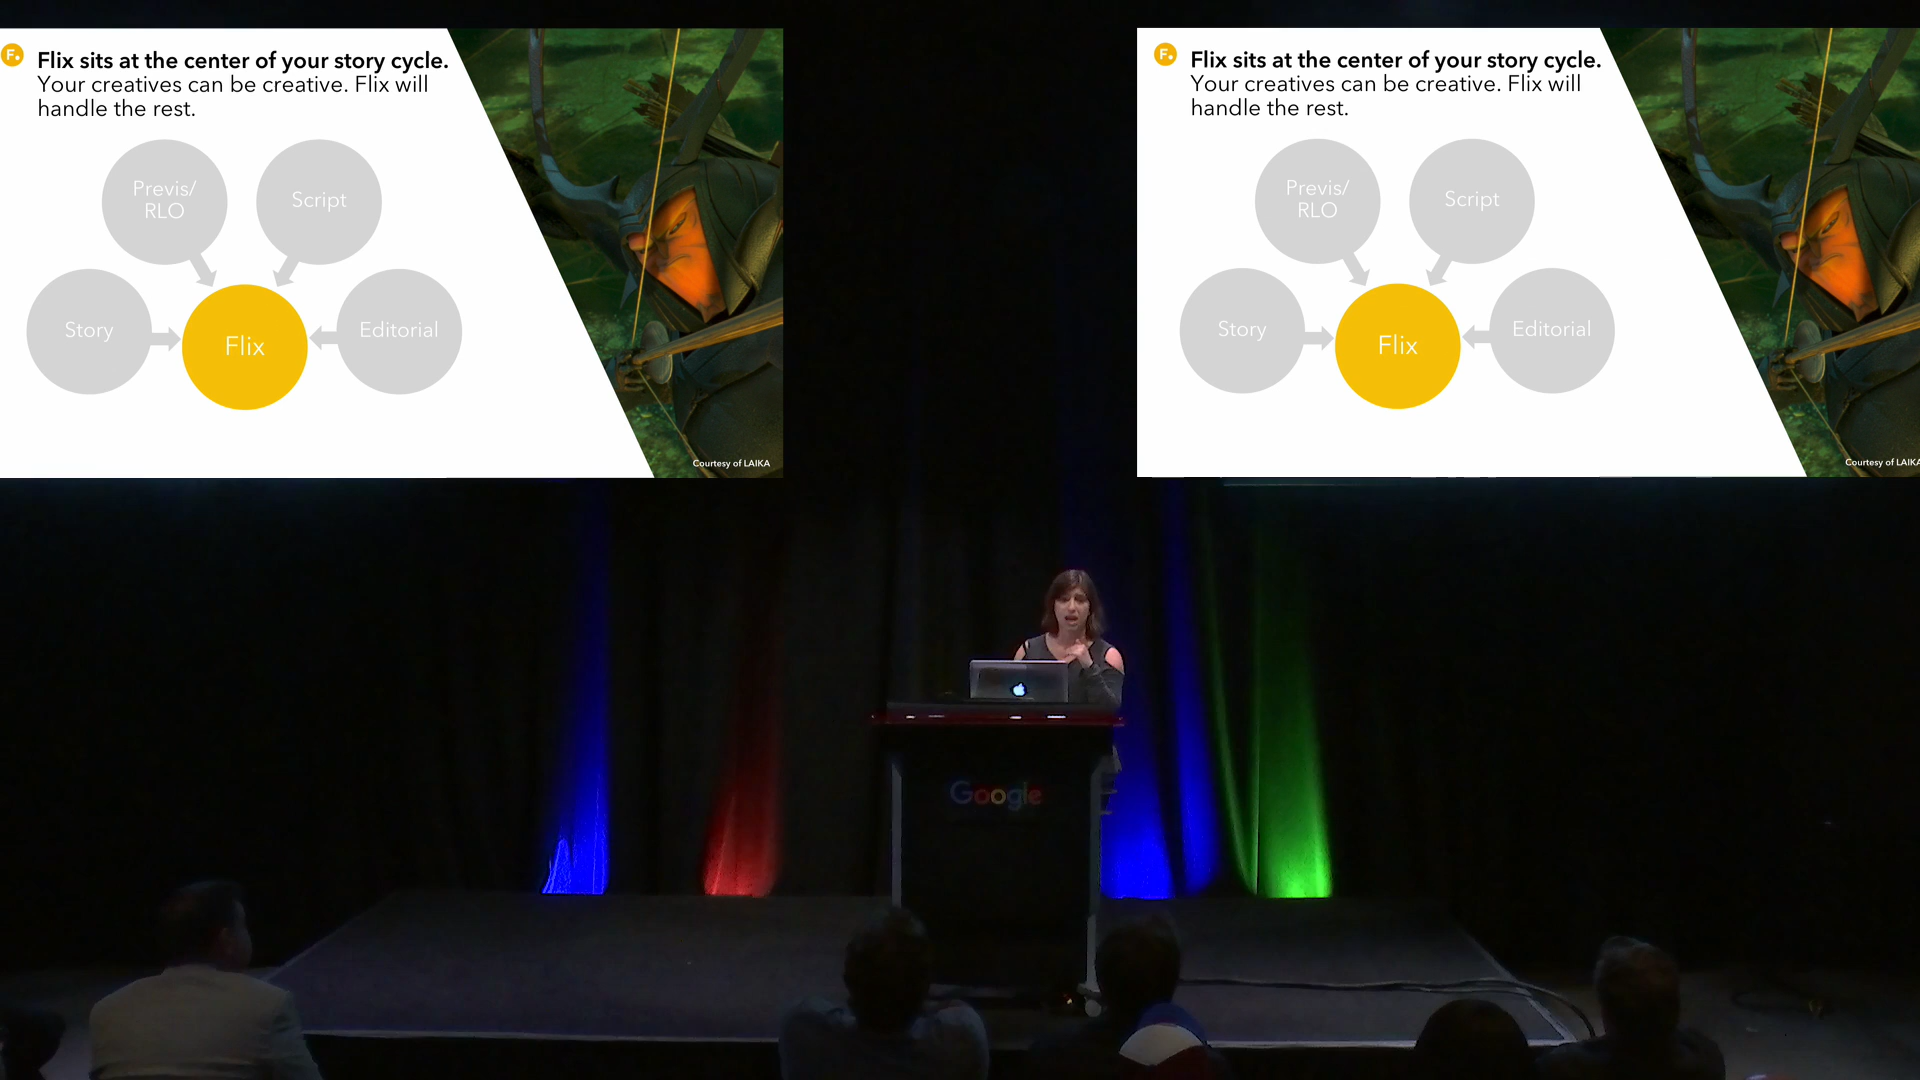 F.
Flix sits at the center of your story cycle.
Your creatives can be creative. Flix will
handle the rest.
Previs/
RLO
Script
Story
Flix
Editorial
Courtesy of LAIKA
F.
Flix sits at the center of your story cycle.
Your creatives can be creative. Flix will
handle the rest.
Previs/
RLO
Script
Story
Flix
Editorial
Courtesy of LAIKA
Google